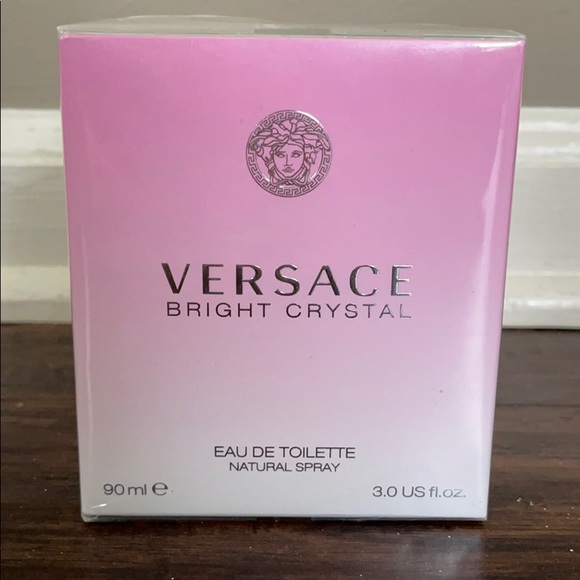 VERSACE
BRIGHT CRYSTAL
EAU DE TOILETTE
NATURAL SPRAY
90 ml ℮ 3.0 US fl.oz.